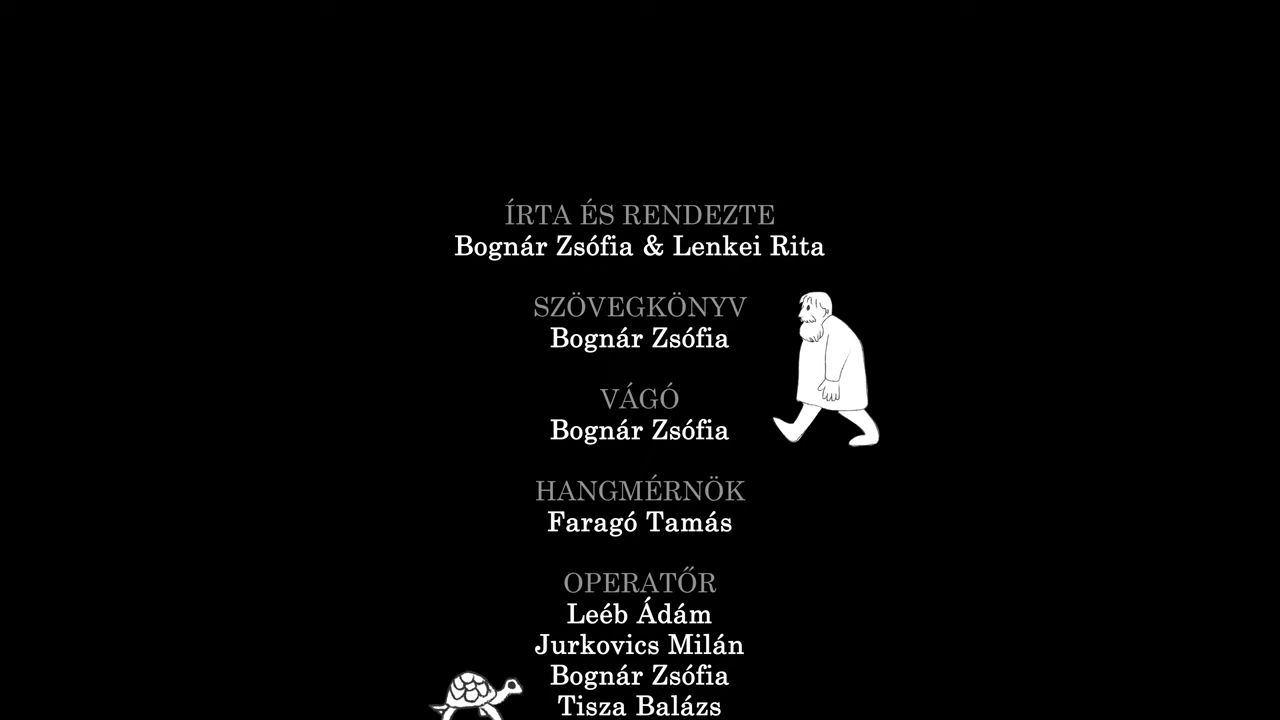 ÍRTA ÉS RENDEZTE
Bognár Zsófia & Lenkei Rita
SZÖVEGKÖNYV
Bognár Zsófia
VÁGÓ
Bognár Zsófia
HANGMÉRNÖK
Faragó Tamás
OPERATŐR
Leéb Ádám
Jurkovics Milán
Bognár Zsófia
Tisza Balázs